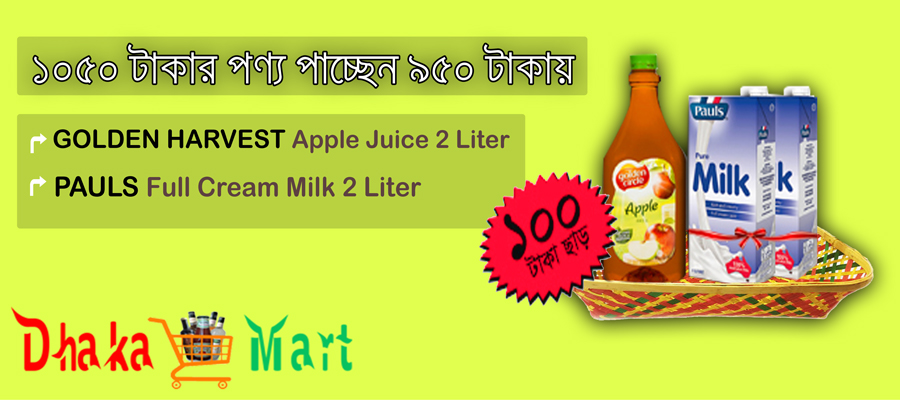 ১০৫০ টাকার পণ্য পাচ্ছেন ৯৫০ টাকায়
GOLDEN HARVEST Apple Juice 2 Liter
PAULS Full Cream Milk 2 Liter
১০০
টাকা ছাড়
golden
circle
Apple
Pauls
Pure
Milk
Dhaka Mart